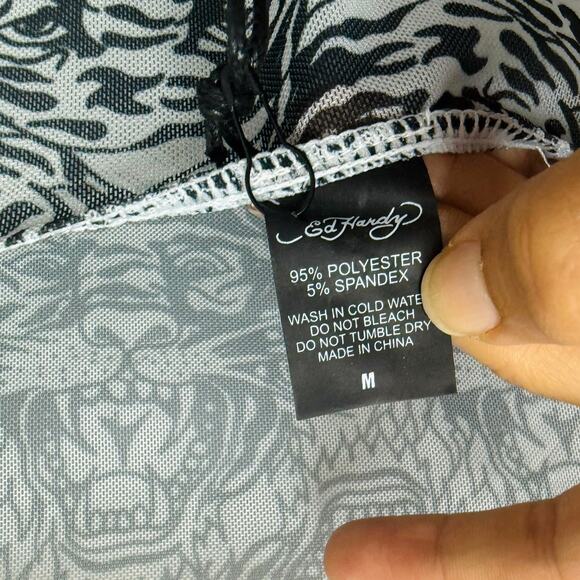 Ed Hardy
95% POLYESTER
5% SPANDEX
WASH IN COLD WATER
DO NOT BLEACH
DO NOT TUMBLE DRY
MADE IN CHINA
M